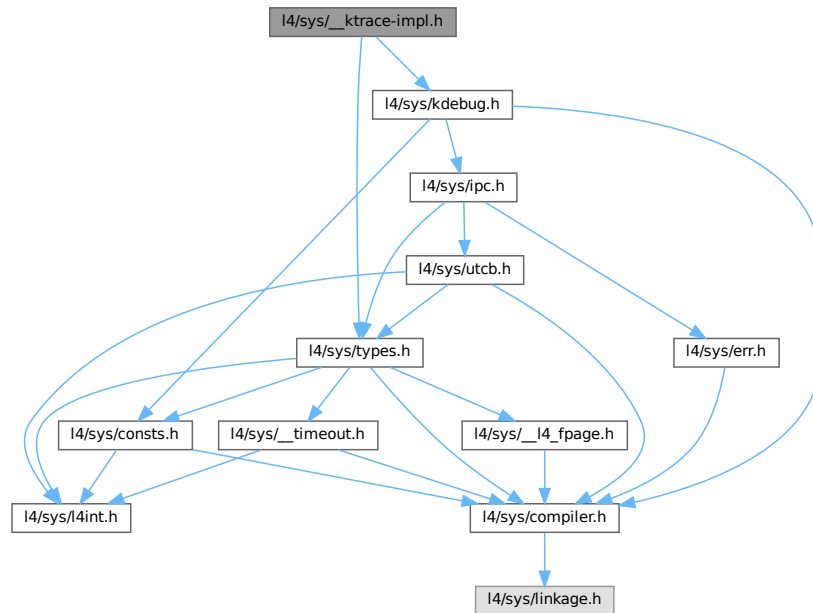 l4/sys/__ktrace-impl.h
l4/sys/kdebug.h
l4/sys/ipc.h
l4/sys/utcb.h
l4/sys/types.h
l4/sys/err.h
l4/sys/consts.h
l4/sys/__timeout.h
l4/sys/__l4_fpage.h
l4/sys/l4int.h
l4/sys/compiler.h
l4/sys/linkage.h